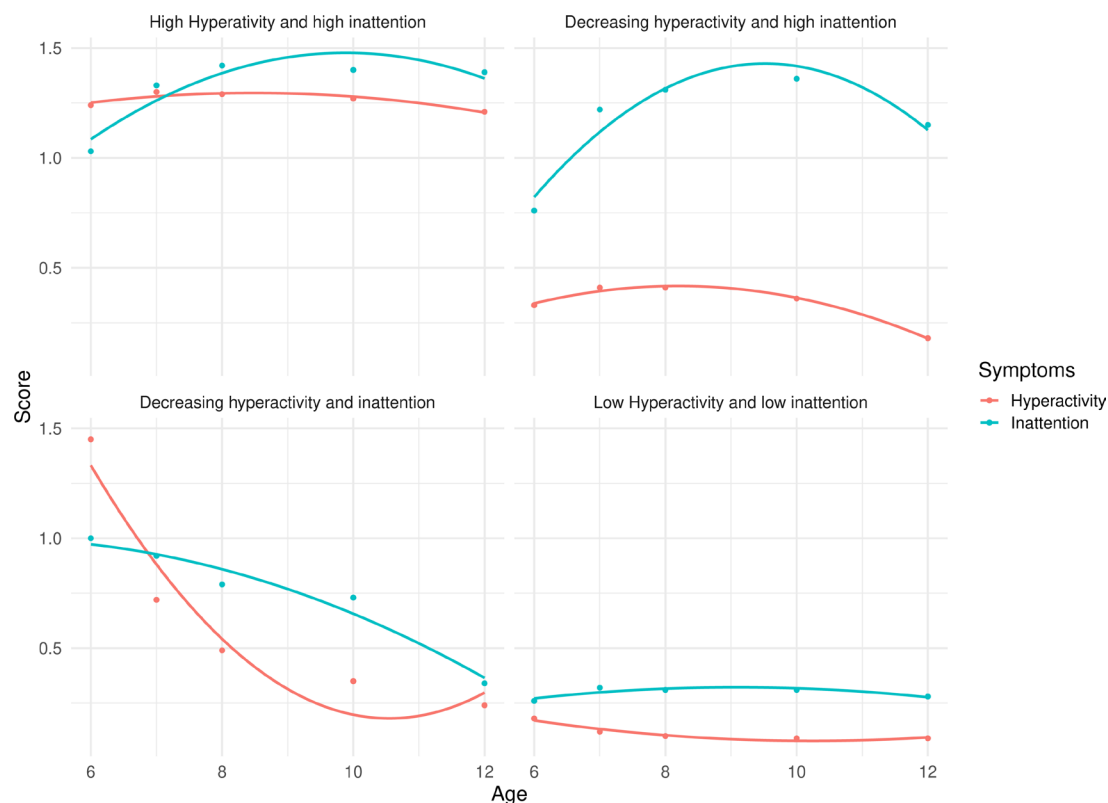 High Hyperativity and high inattention
Decreasing hyperactivity and high inattention
1.5
1.0
0.5
Decreasing hyperactivity and inattention
Low Hyperactivity and low inattention
1.5
1.0
0.5
6
8
10
12
6
8
10
12
Score
Age
Symptoms
Hyperactivity
Inattention